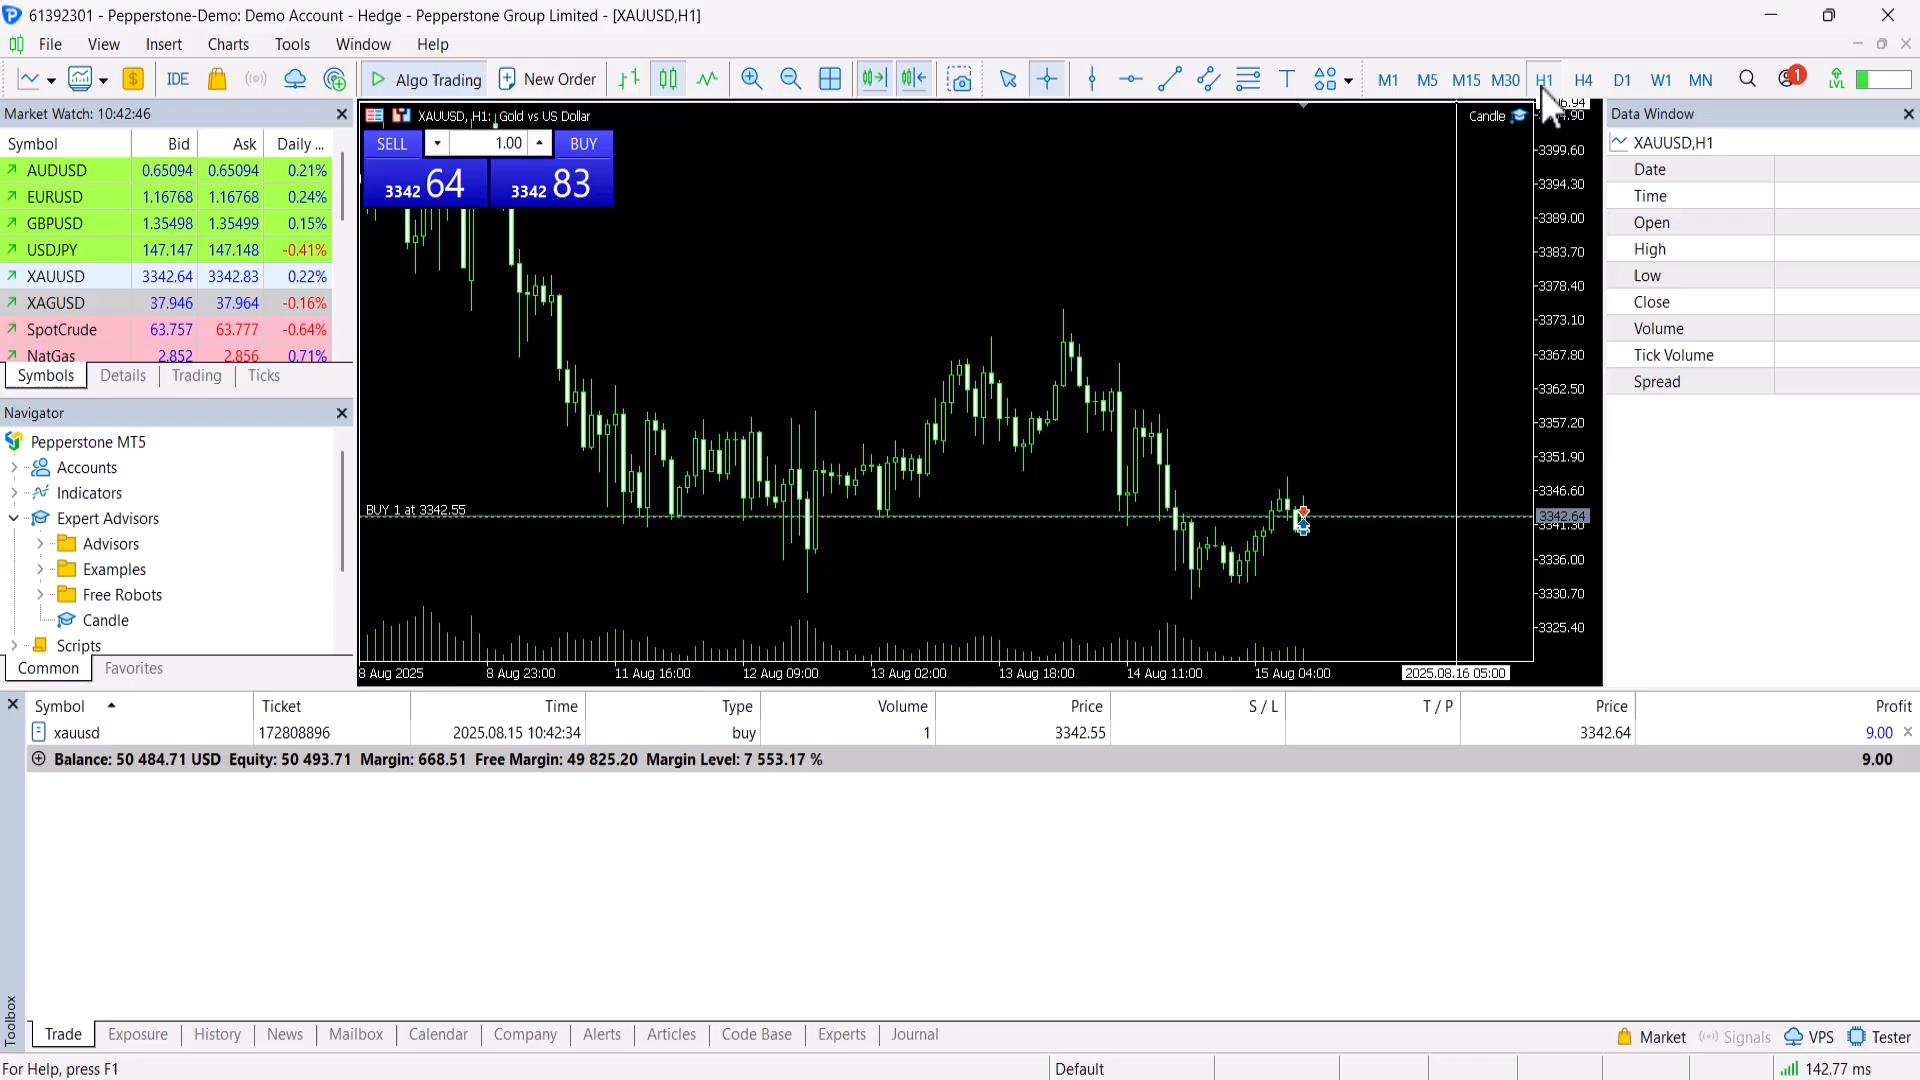 61392301 - Pepperstone-Demo: Demo Account - Hedge - Pepperstone Group Limited - [XAUUSD,H1]
File View Insert Charts Tools Window Help
IDE Algo Trading New Order M1 M5 M15 M30 H1 H4 D1 W1 MN 1 LVL
Market Watch: 10:42:46
Symbol Bid Ask Daily ...
AUDUSD 0.65094 0.65094 0.21%
EURUSD 1.16768 1.16768 0.24%
GBPUSD 1.35498 1.35499 0.15%
USDJPY 147.147 147.148 -0.41%
XAUUSD 3342.64 3342.83 0.22%
XAGUSD 37.946 37.964 -0.16%
SpotCrude 63.757 63.777 -0.64%
NatGas 2.852 2.856 0.71%
Symbols Details Trading Ticks
Navigator
Pepperstone MT5
Accounts
Indicators
Expert Advisors
Advisors
Examples
Free Robots
Candle
Scripts
Common Favorites
XAUUSD, H1: Gold vs US Dollar
Candle
SELL 1.00 BUY
3342 64 3342 83
BUY 1 at 3342.55
3399.60
3394.30
3389.00
3383.70
3378.40
3373.10
3367.80
3362.50
3357.20
3351.90
3346.60
3342.64
3341.30
3336.00
3330.70
3325.40
8 Aug 2025 8 Aug 23:00 11 Aug 16:00 12 Aug 09:00 13 Aug 02:00 13 Aug 18:00 14 Aug 11:00 15 Aug 04:00 2025.08.16 05:00
Data Window
XAUUSD,H1
Date
Time
Open
High
Low
Close
Volume
Tick Volume
Spread
Symbol Ticket Time Type Volume Price S / L T / P Price Profit
xauusd 172808896 2025.08.15 10:42:34 buy 1 3342.55 3342.64 9.00
Balance: 50 484.71 USD Equity: 50 493.71 Margin: 668.51 Free Margin: 49 825.20 Margin Level: 7 553.17 % 9.00
Toolbox
Trade Exposure History News Mailbox Calendar Company Alerts Articles Code Base Experts Journal
Market Signals VPS Tester
For Help, press F1 Default 142.77 ms